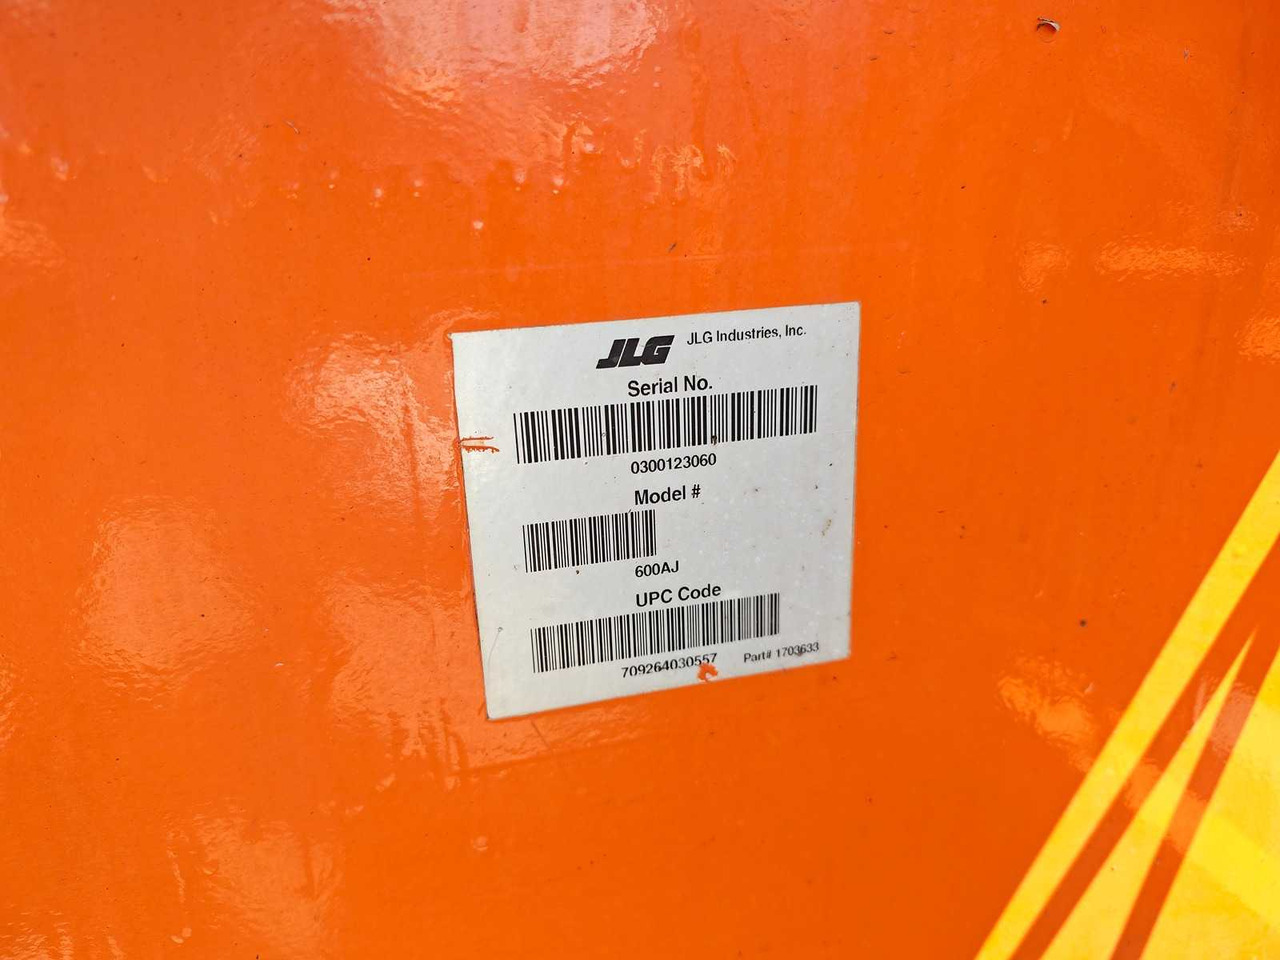 JLG JLG Industries, Inc.
Serial No.
0300123060
Model #
600AJ
UPC Code
709264030557 Part# 1703633